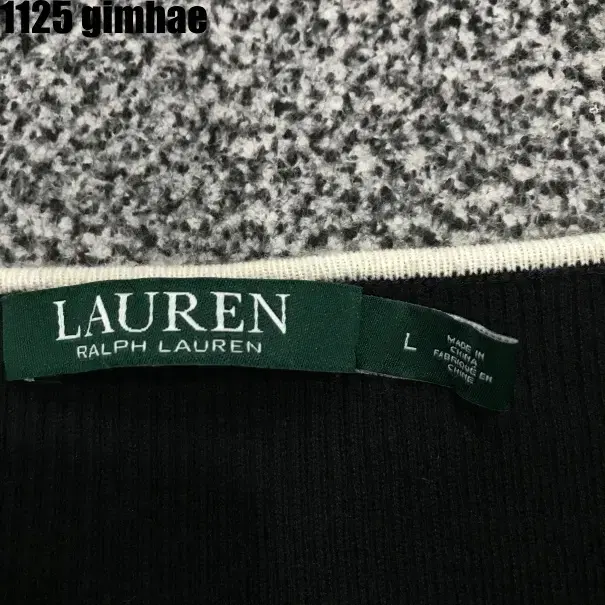 1125 gimhae
LAUREN
RALPH LAUREN
L
MADE IN
CHINA
FABRIQUÉ EN
CHINE